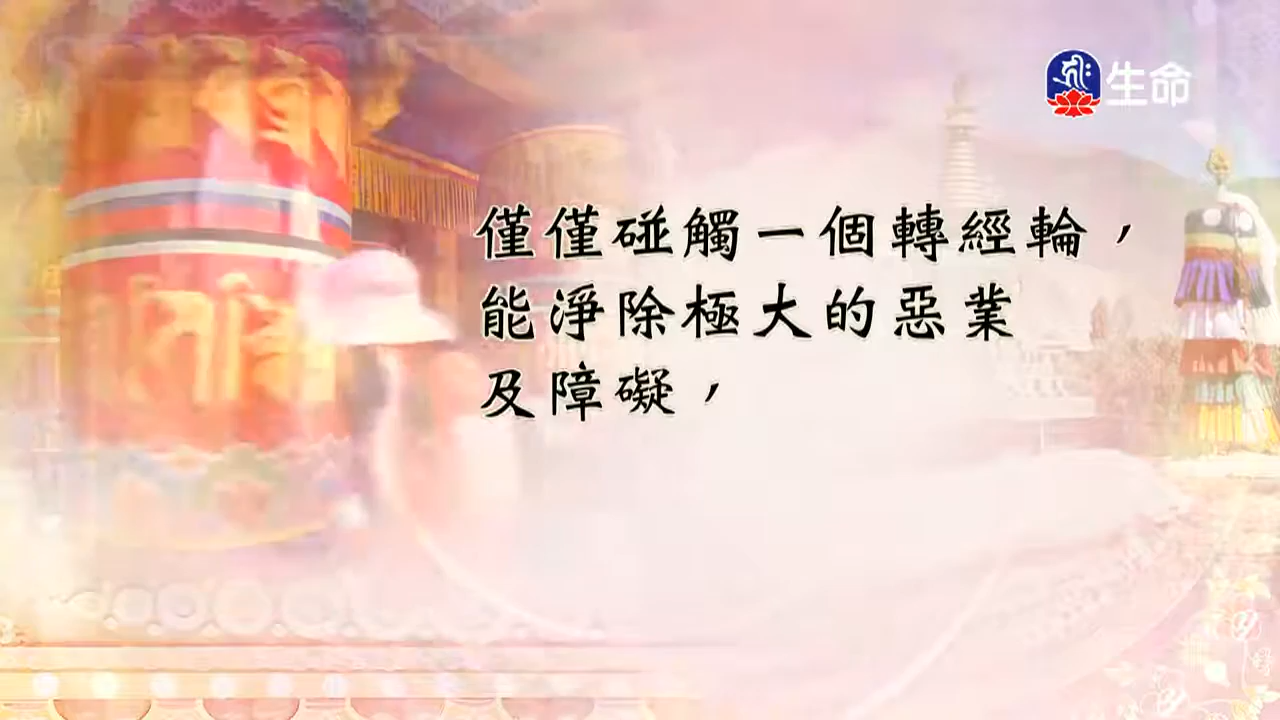 生命
僅僅碰觸一個轉經輪，
能淨除極大的惡業
及障礙，